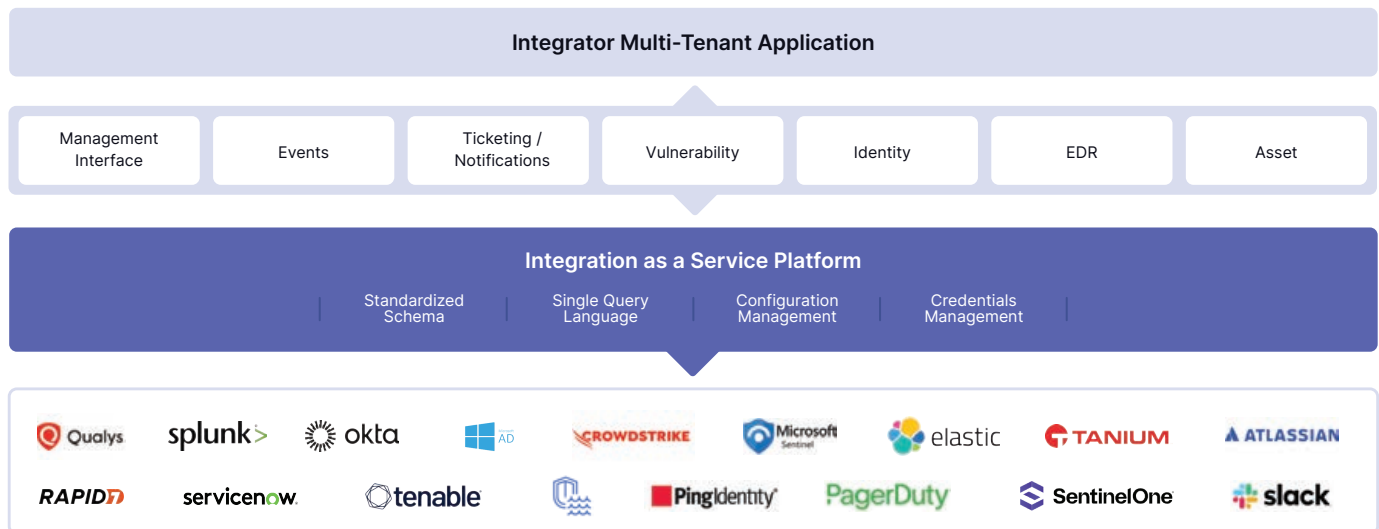 Integrator Multi-Tenant Application
Management
Interface
Events
Ticketing /
Notifications
Vulnerability
Identity
EDR
Asset
Integration as a Service Platform
Standardized
Schema
Single Query
Language
Configuration
Management
Credentials
Management
Qualys
splunk>
okta
AD
CROWDSTRIKE
Microsoft
Sentinel
elastic
TANIUM
ATLASSIAN
RAPID7
servicenow
tenable
PingIdentity
PagerDuty
SentinelOne
slack